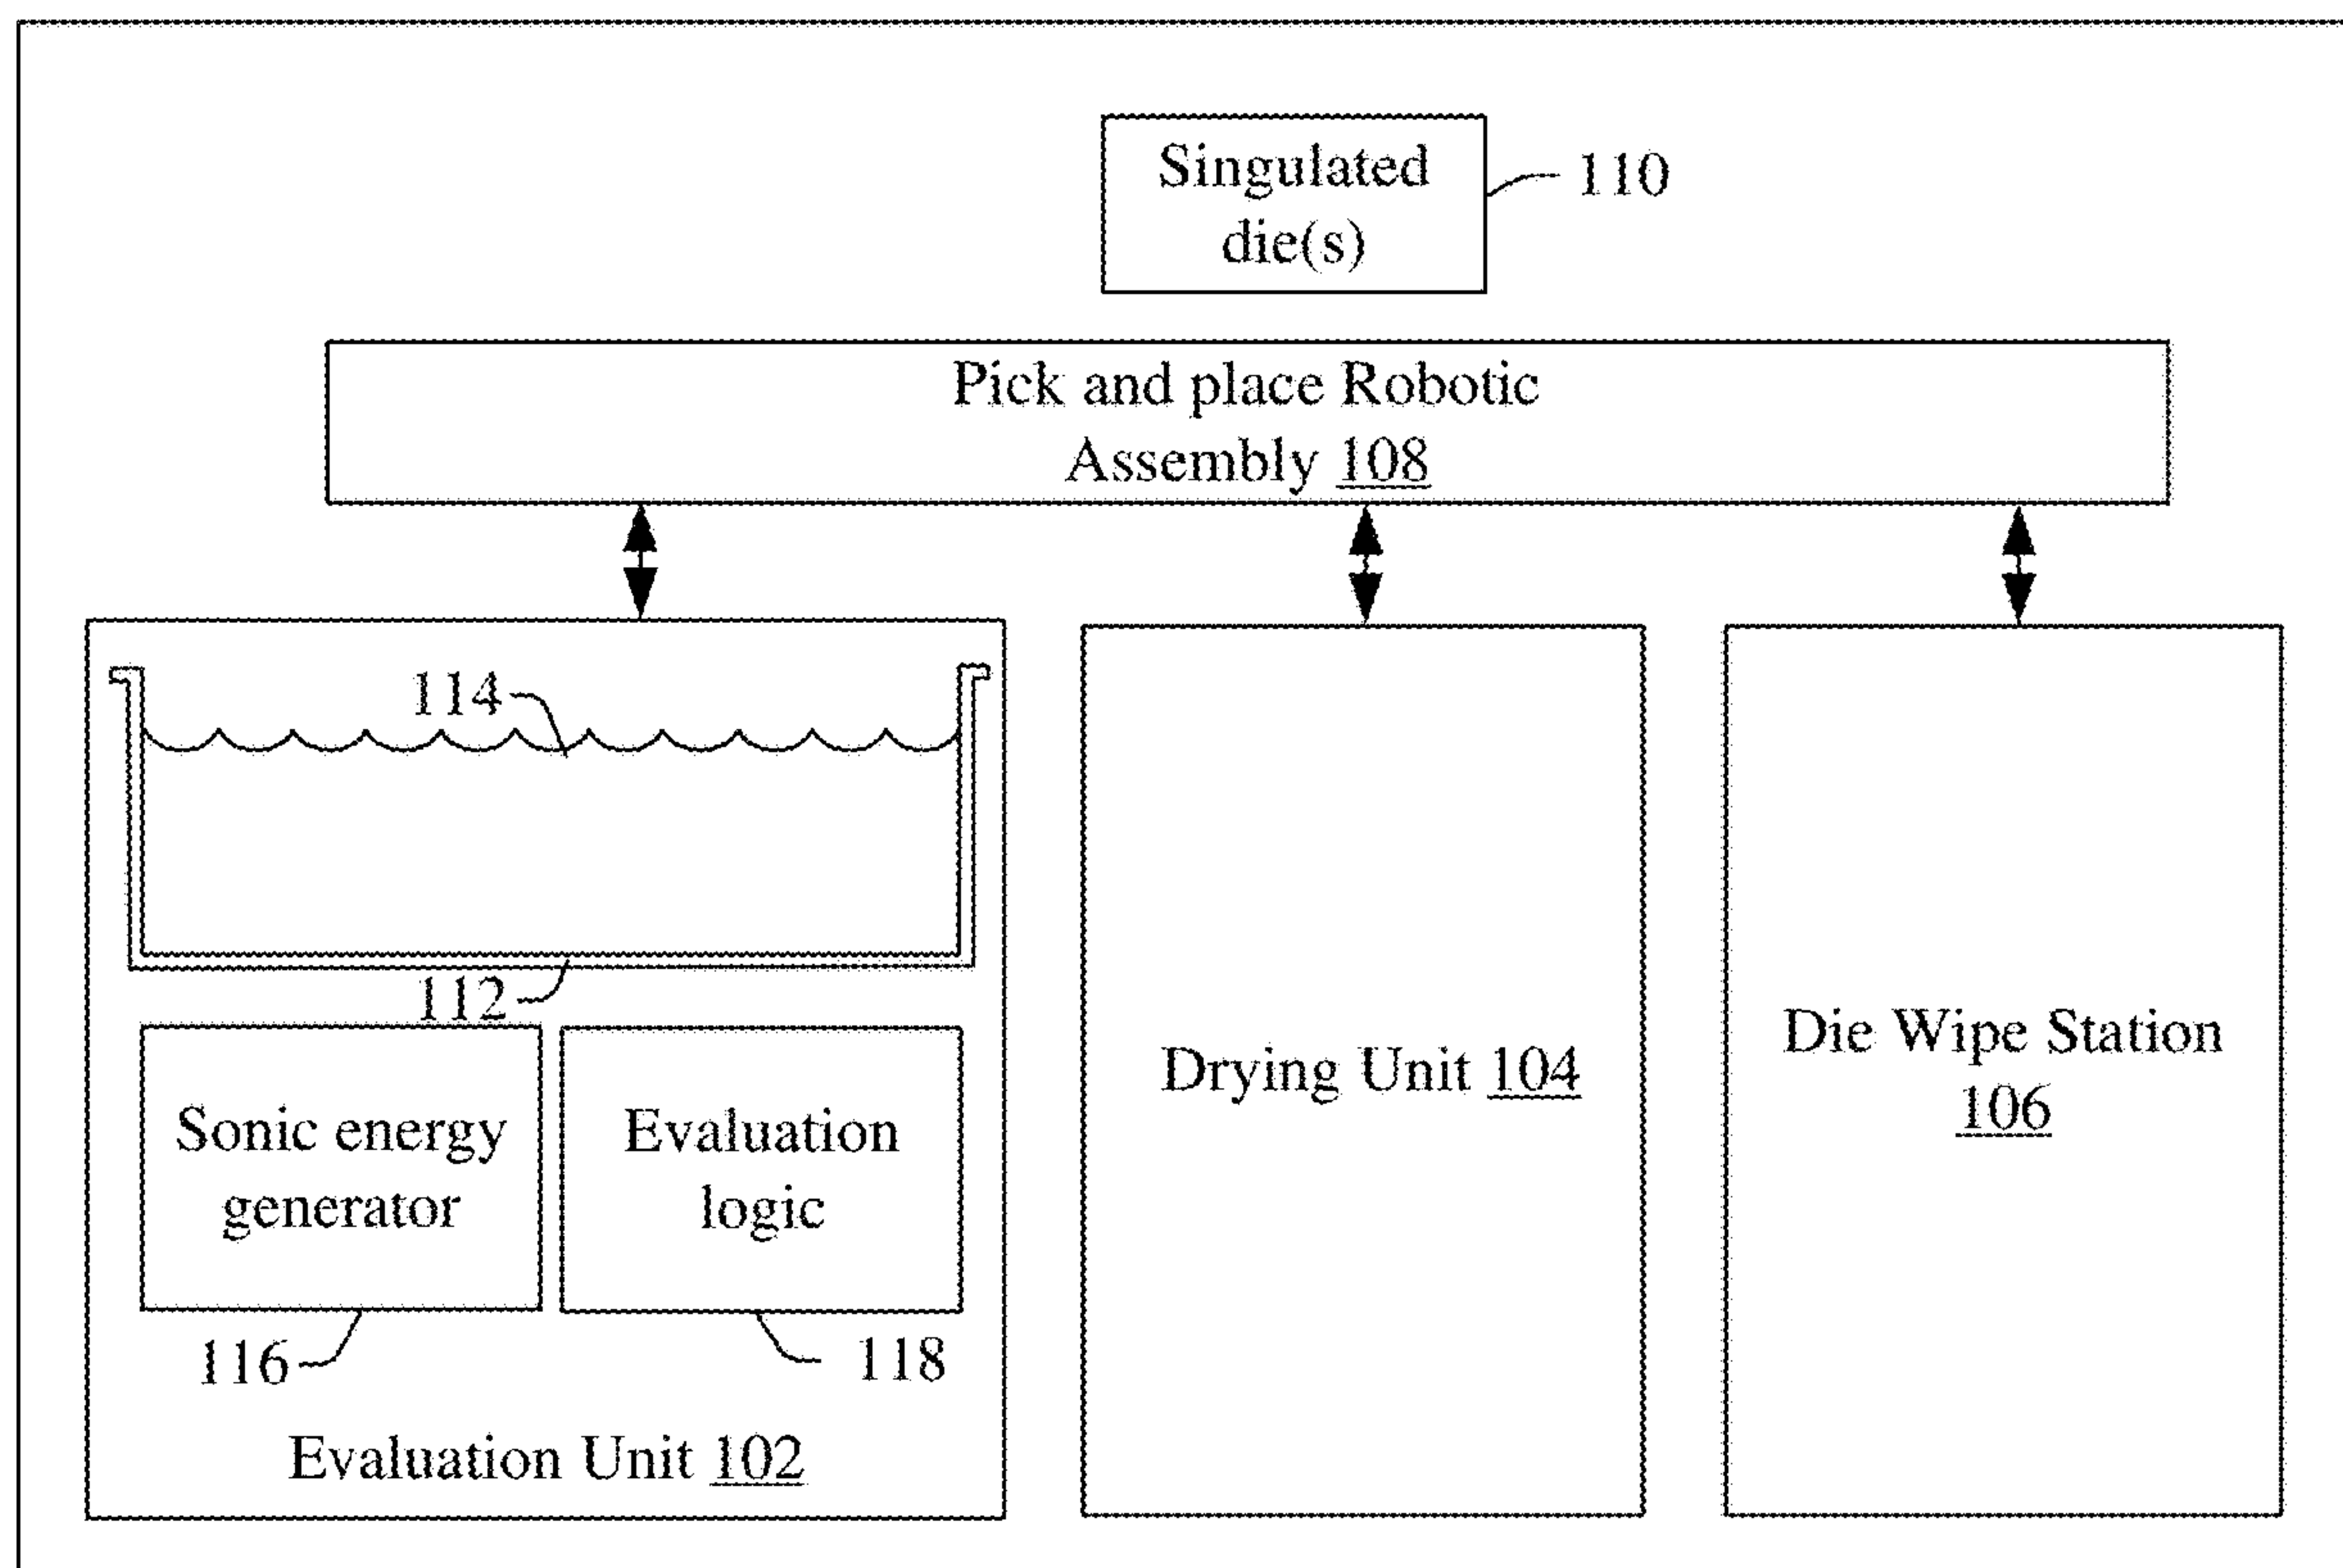 Singulated
die(s)
110
Pick and place Robotic
Assembly 108
114
112
Sonic energy
generator
Evaluation
logic
116
118
Evaluation Unit 102
Drying Unit 104
Die Wipe Station
106